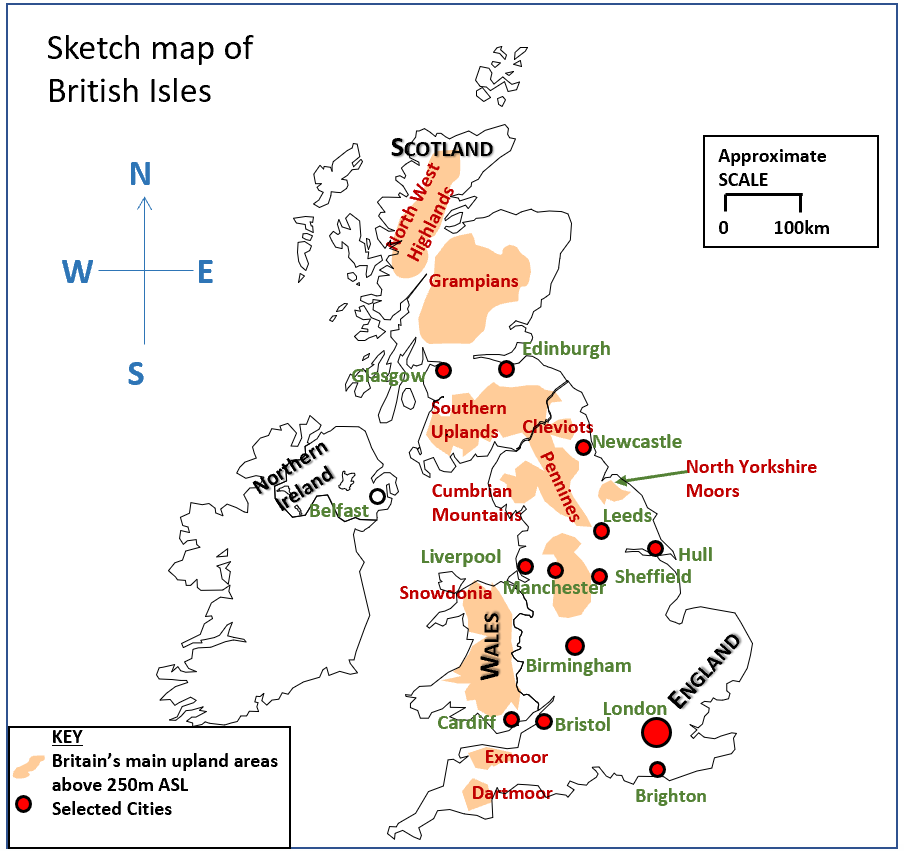 Sketch map of
British Isles
N
W
E
S
Approximate
SCALE
0 100km
SCOTLAND
North West
Highlands
Grampians
Edinburgh
Glasgow
Southern
Uplands
Cheviots
Newcastle
Northern
Ireland
Belfast
Pennines
North Yorkshire
Moors
Cumbrian
Mountains
Leeds
Hull
Liverpool
Manchester
Sheffield
Snowdonia
WALES
Birmingham
ENGLAND
London
Cardiff
Bristol
Exmoor
Dartmoor
Brighton
KEY
Britain’s main upland areas
above 250m ASL
Selected Cities